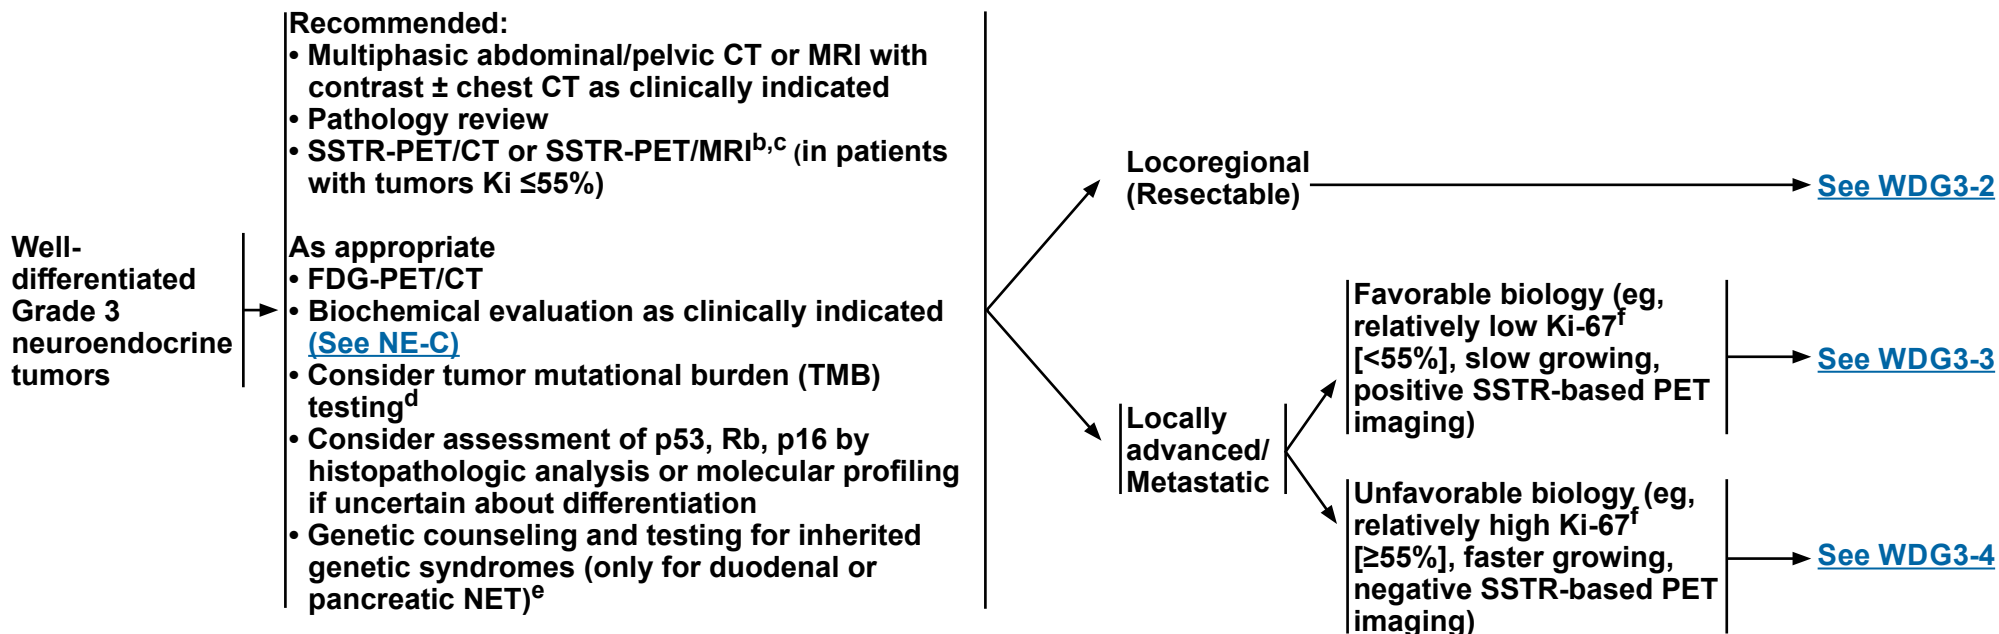 Well-
differentiated
Grade 3
neuroendocrine
tumors
Recommended:
• Multiphasic abdominal/pelvic CT or MRI with
contrast ± chest CT as clinically indicated
• Pathology review
• SSTR-PET/CT or SSTR-PET/MRIb,c (in patients
with tumors Ki ≤55%)
As appropriate
• FDG-PET/CT
• Biochemical evaluation as clinically indicated
(See NE-C)
• Consider tumor mutational burden (TMB)
testingd
• Consider assessment of p53, Rb, p16 by
histopathologic analysis or molecular profiling
if uncertain about differentiation
• Genetic counseling and testing for inherited
genetic syndromes (only for duodenal or
pancreatic NET)e
Locoregional
(Resectable)
See WDG3-2
Locally
advanced/
Metastatic
Favorable biology (eg,
relatively low Ki-67f
[<55%], slow growing,
positive SSTR-based PET
imaging)
See WDG3-3
Unfavorable biology (eg,
relatively high Ki-67f
[≥55%], faster growing,
negative SSTR-based PET
imaging)
See WDG3-4